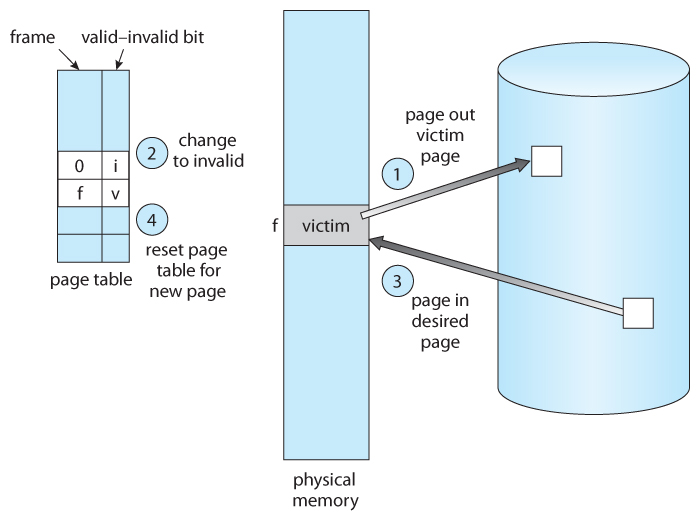 frame
valid–invalid bit
0
i
f
v
2
change
to invalid
4
reset page
table for
new page
page table
f
victim
physical
memory
page out
victim
page
1
3
page in
desired
page